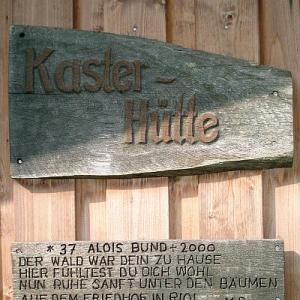 Kaster-
Hütte
* 37 ALOIS BUND + 2000
DER WALD WAR DEIN ZU HAUSE
HIER FÜHLTEST DU DICH WOHL
NUN RUHE SANFT UNTER DEN BÄUMEN
AUF DEM FRIEDHOF IN RIOL